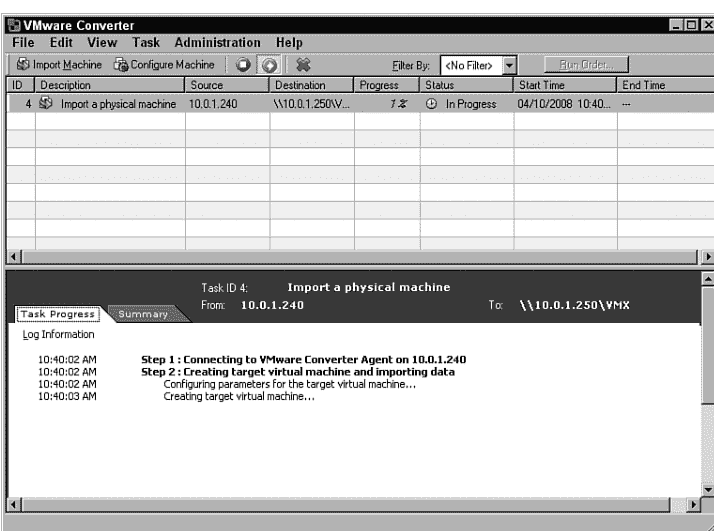 VMware Converter
File Edit View Task Administration Help
Import Machine Configure Machine Filter By: <No Filter> Run Order...
ID Description Source Destination Progress Status Start Time End Time
4 Import a physical machine 10.0.1.240 \\10.0.1.250\V... 1 % In Progress 04/10/2008 10:40... ---
Task ID 4: Import a physical machine
From: 10.0.1.240 To: \\10.0.1.250\VMX
Task Progress Summary
Log Information
10:40:02 AM Step 1 : Connecting to VMware Converter Agent on 10.0.1.240
10:40:02 AM Step 2 : Creating target virtual machine and importing data
10:40:02 AM Configuring parameters for the target virtual machine...
10:40:03 AM Creating target virtual machine...